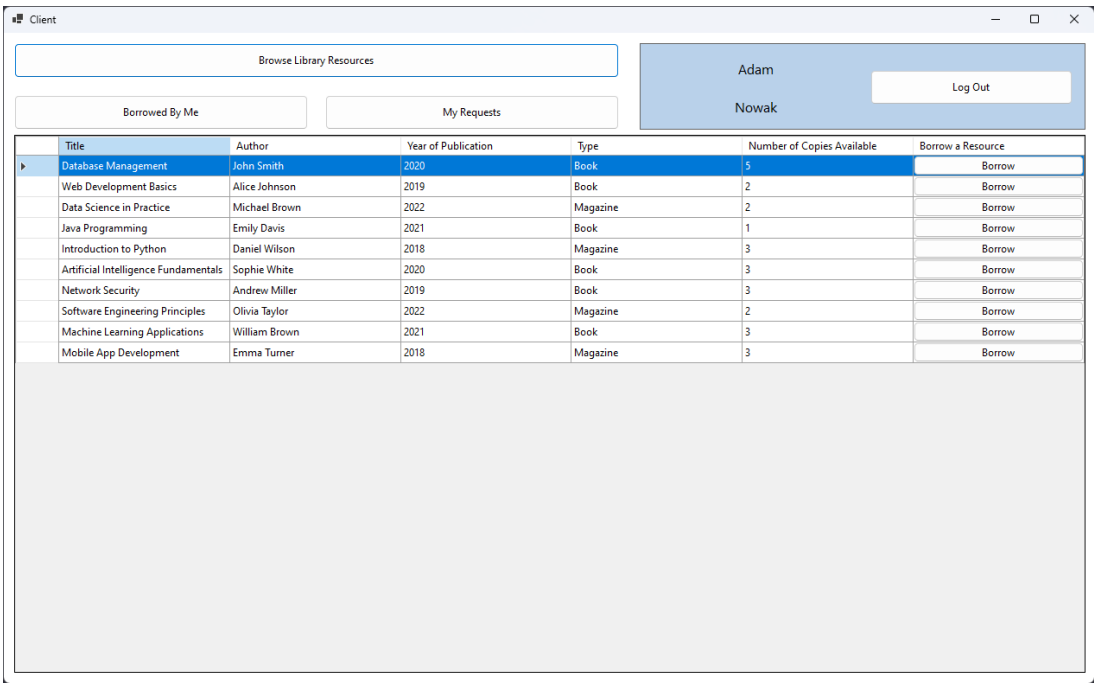 Client
Browse Library Resources
Adam
Log Out
Nowak
Borrowed By Me My Requests
Title Author Year of Publication Type Number of Copies Available Borrow a Resource
Database Management John Smith 2020 Book 5 Borrow
Web Development Basics Alice Johnson 2019 Book 2 Borrow
Data Science in Practice Michael Brown 2022 Magazine 2 Borrow
Java Programming Emily Davis 2021 Book 1 Borrow
Introduction to Python Daniel Wilson 2018 Magazine 3 Borrow
Artificial Intelligence Fundamentals Sophie White 2020 Book 3 Borrow
Network Security Andrew Miller 2019 Book 3 Borrow
Software Engineering Principles Olivia Taylor 2022 Magazine 2 Borrow
Machine Learning Applications William Brown 2021 Book 3 Borrow
Mobile App Development Emma Turner 2018 Magazine 3 Borrow